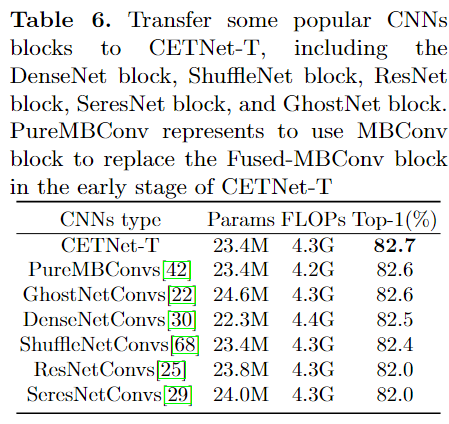 Table 6. Transfer some popular CNNs
blocks to CETNet-T, including the
DenseNet block, ShuffleNet block, ResNet
block, SeresNet block, and GhostNet block.
PureMBConv represents to use MBConv
block to replace the Fused-MBConv block
in the early stage of CETNet-T
CNNs type Params FLOPs Top-1(%)
CETNet-T 23.4M 4.3G 82.7
PureMBConvs[42] 23.4M 4.2G 82.6
GhostNetConvs[22] 24.6M 4.3G 82.6
DenseNetConvs[30] 22.3M 4.4G 82.5
ShuffleNetConvs[68] 23.4M 4.3G 82.4
ResNetConvs[25] 23.8M 4.3G 82.0
SeresNetConvs[29] 24.0M 4.3G 82.0